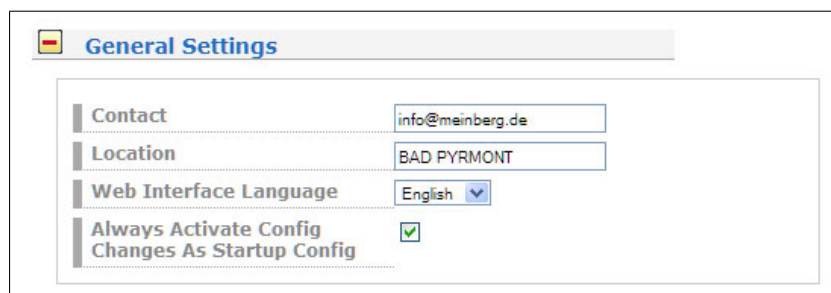 General Settings
Contact
info@meinberg.de
Location
BAD PYRMONT
Web Interface Language
English
Always Activate Config
Changes As Startup Config